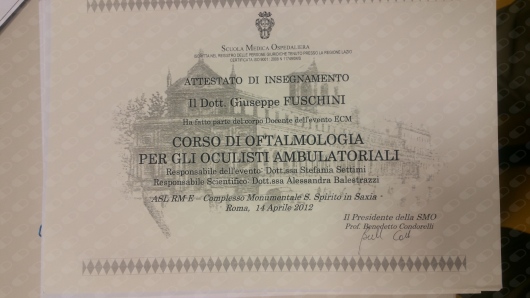 SCUOLA MEDICA OSPEDALIERA
ATTESTATO DI INSEGNAMENTO
Il Dott. Giuseppe FUSCHINI
Ha fatto parte del corpo Docente dell'evento ECM
CORSO DI OFTALMOLOGIA
PER GLI OCULISTI AMBULATORIALI
Responsabile dell'evento: Dott.ssa Stefania Settimi
Responsabile Scientifico: Dott.ssa Alessandra Balestrazzi
ASL RM E – Complesso Monumentale S. Spirito in Saxia -
Roma, 14 Aprile 2012
Il Presidente della SMO
Prof. Benedetto Condorelli